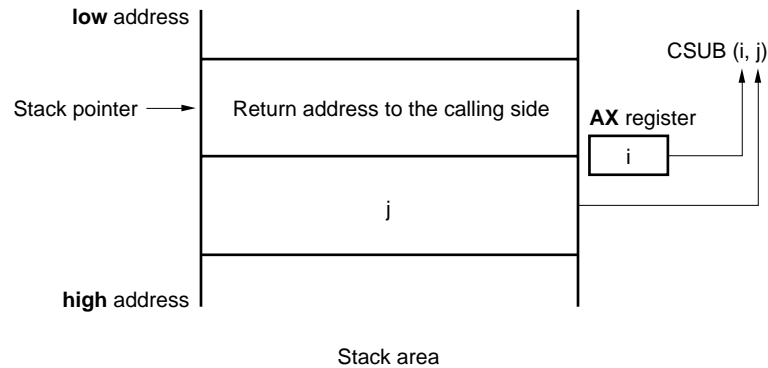 low address
CSUB (i, j)
Stack pointer
Return address to the calling side
AX register
i
j
high address
Stack area